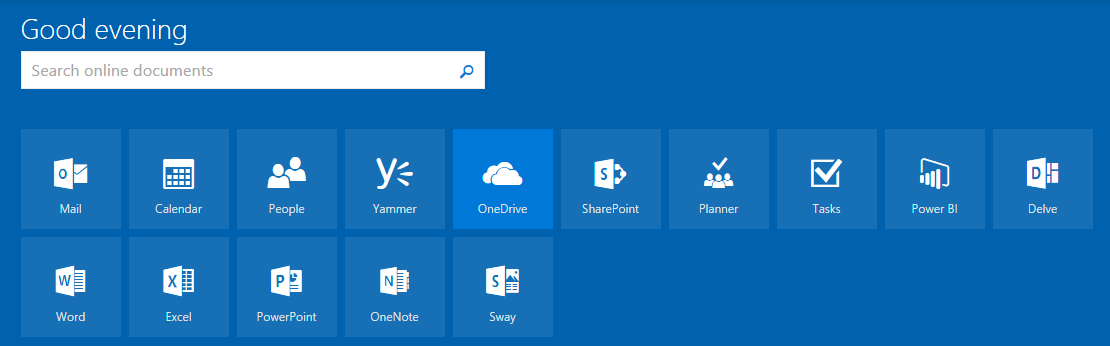 Good evening
Search online documents
Mail Calendar People Yammer OneDrive SharePoint Planner Tasks Power BI Delve
Word Excel PowerPoint OneNote Sway